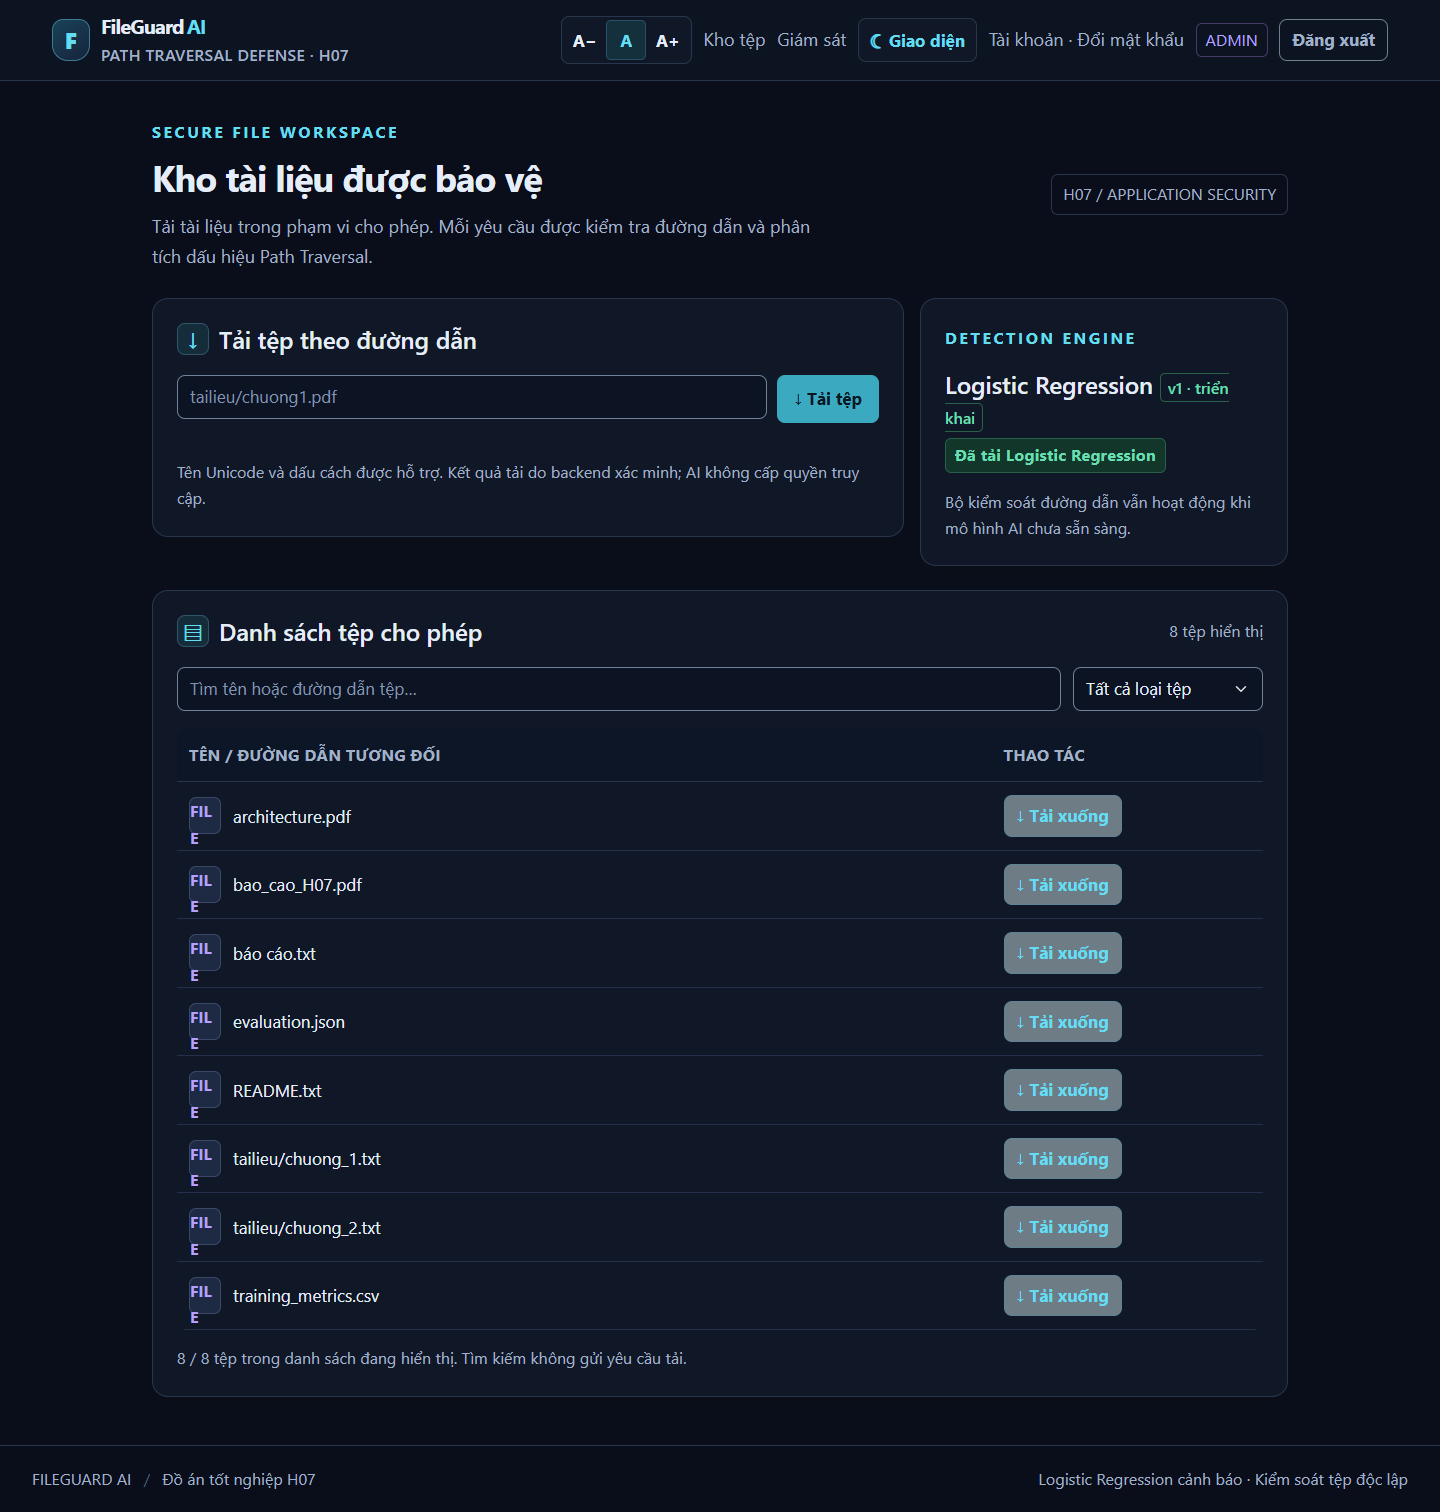 F
FileGuard AI
PATH TRAVERSAL DEFENSE · H07
A− A A+ Kho tệp Giám sát ☾ Giao diện Tài khoản · Đổi mật khẩu ADMIN Đăng xuất
SECURE FILE WORKSPACE
Kho tài liệu được bảo vệ
Tải tài liệu trong phạm vi cho phép. Mỗi yêu cầu được kiểm tra đường dẫn và phân
tích dấu hiệu Path Traversal.
H07 / APPLICATION SECURITY
↓ Tải tệp theo đường dẫn
tailieu/chuong1.pdf
↓ Tải tệp
Tên Unicode và dấu cách được hỗ trợ. Kết quả tải do backend xác minh; AI không cấp quyền truy
cập.
DETECTION ENGINE
Logistic Regression v1 · triển
khai
Đã tải Logistic Regression
Bộ kiểm soát đường dẫn vẫn hoạt động khi
mô hình AI chưa sẵn sàng.
▤ Danh sách tệp cho phép
8 tệp hiển thị
Tìm tên hoặc đường dẫn tệp...
Tất cả loại tệp
TÊN / ĐƯỜNG DẪN TƯƠNG ĐỐI THAO TÁC
FIL
E
architecture.pdf ↓ Tải xuống
FIL
E
bao_cao_H07.pdf ↓ Tải xuống
FIL
E
báo cáo.txt ↓ Tải xuống
FIL
E
evaluation.json ↓ Tải xuống
FIL
E
README.txt ↓ Tải xuống
FIL
E
tailieu/chuong_1.txt ↓ Tải xuống
FIL
E
tailieu/chuong_2.txt ↓ Tải xuống
FIL
E
training_metrics.csv ↓ Tải xuống
8 / 8 tệp trong danh sách đang hiển thị. Tìm kiếm không gửi yêu cầu tải.
FILEGUARD AI / Đồ án tốt nghiệp H07
Logistic Regression cảnh báo · Kiểm soát tệp độc lập